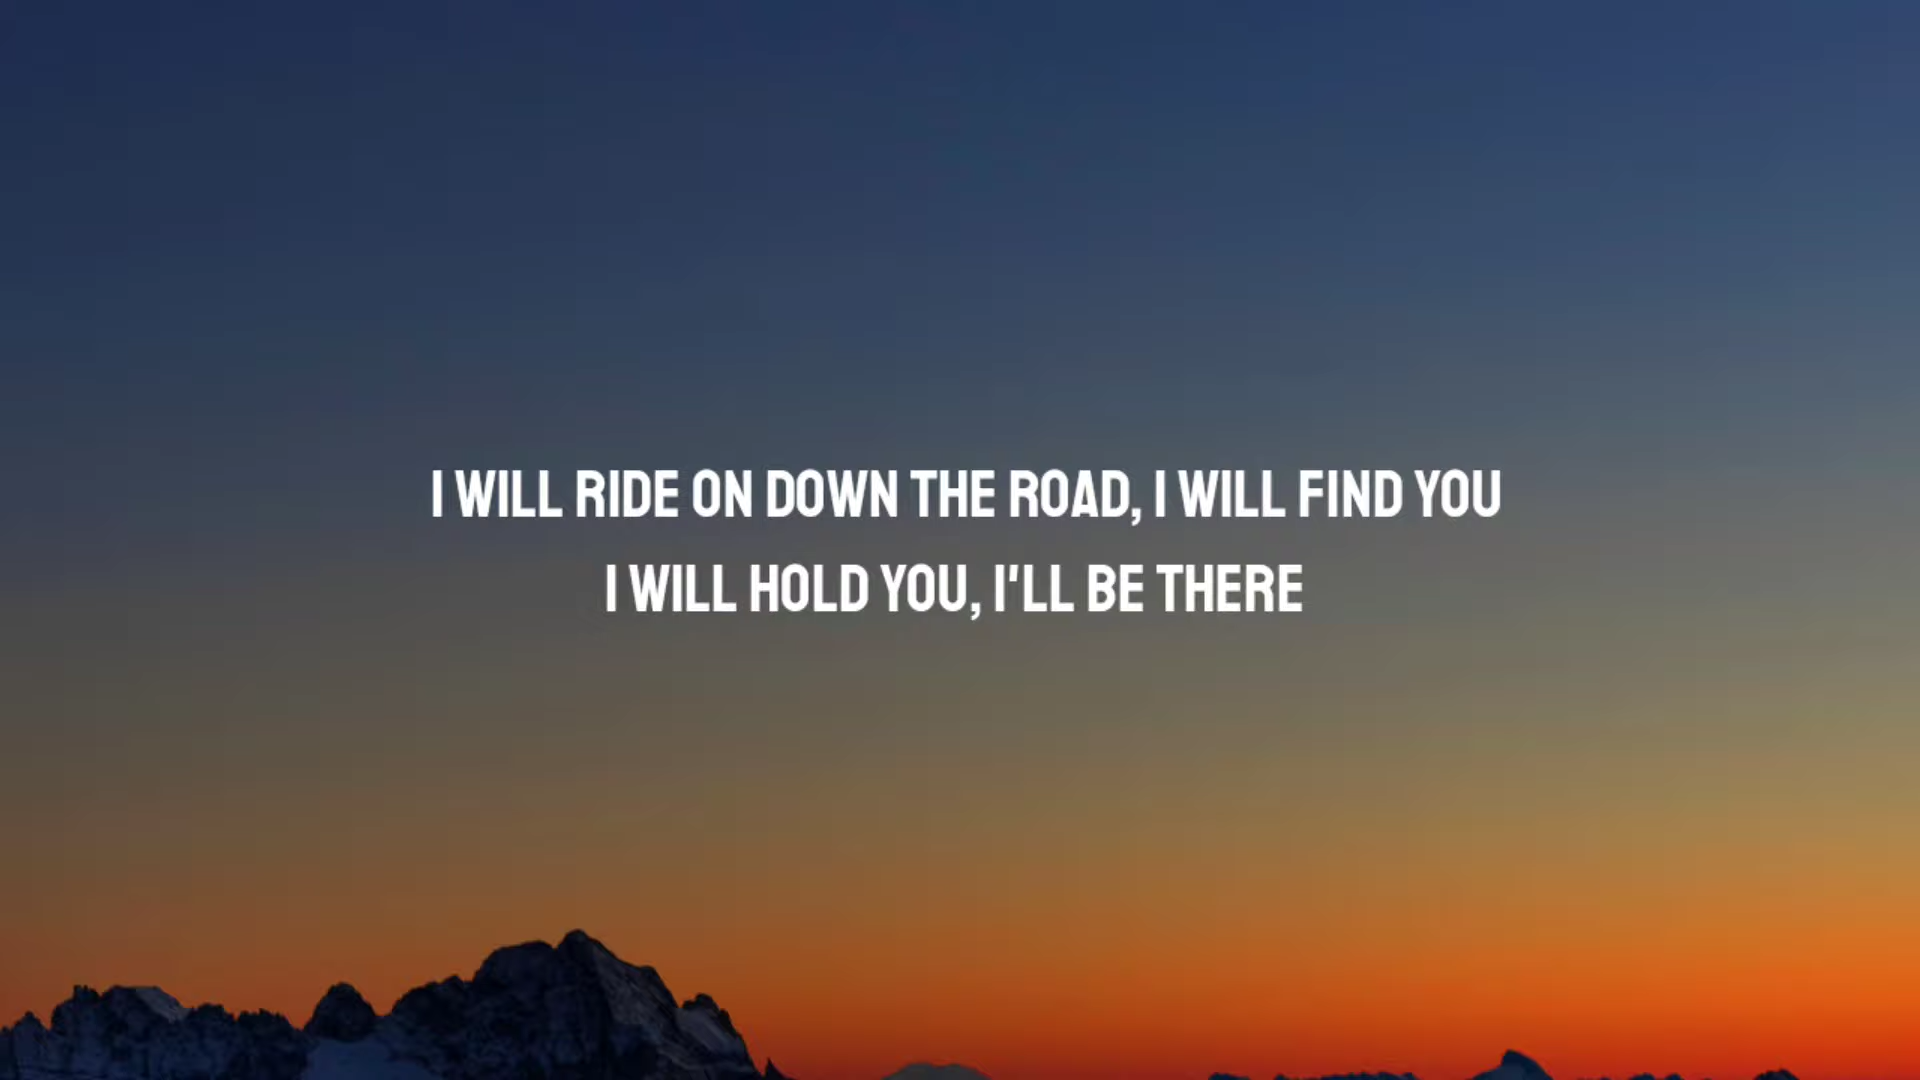 I WILL RIDE ON DOWN THE ROAD, I WILL FIND YOU
I WILL HOLD YOU, I'LL BE THERE